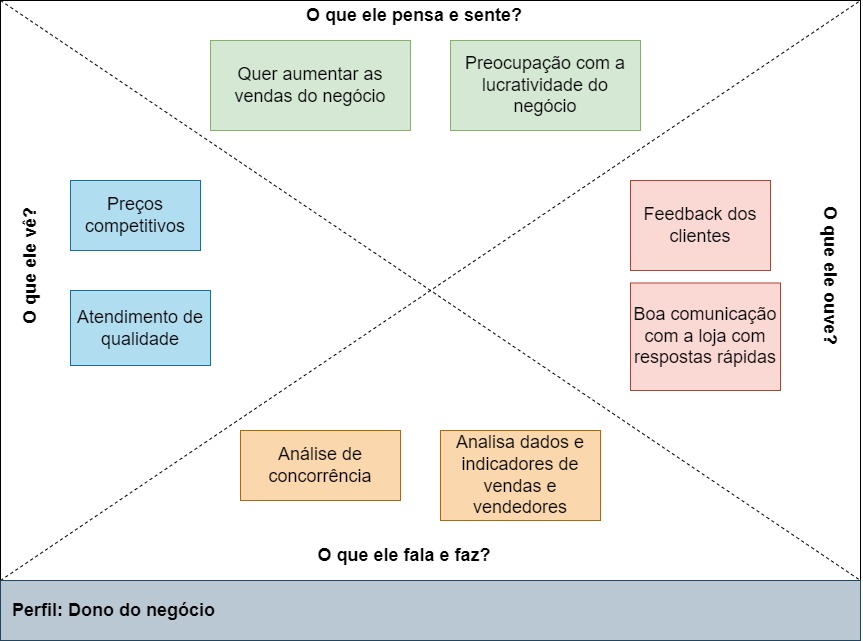 O que ele pensa e sente?
Quer aumentar as
vendas do negócio
Preocupação com a
lucratividade do
negócio
O que ele vê?
Preços
competitivos
Atendimento de
qualidade
Feedback dos
clientes
Boa comunicação
com a loja com
respostas rápidas
O que ele ouve?
Análise de
concorrência
Analisa dados e
indicadores de
vendas e
vendedores
O que ele fala e faz?
Perfil: Dono do negócio